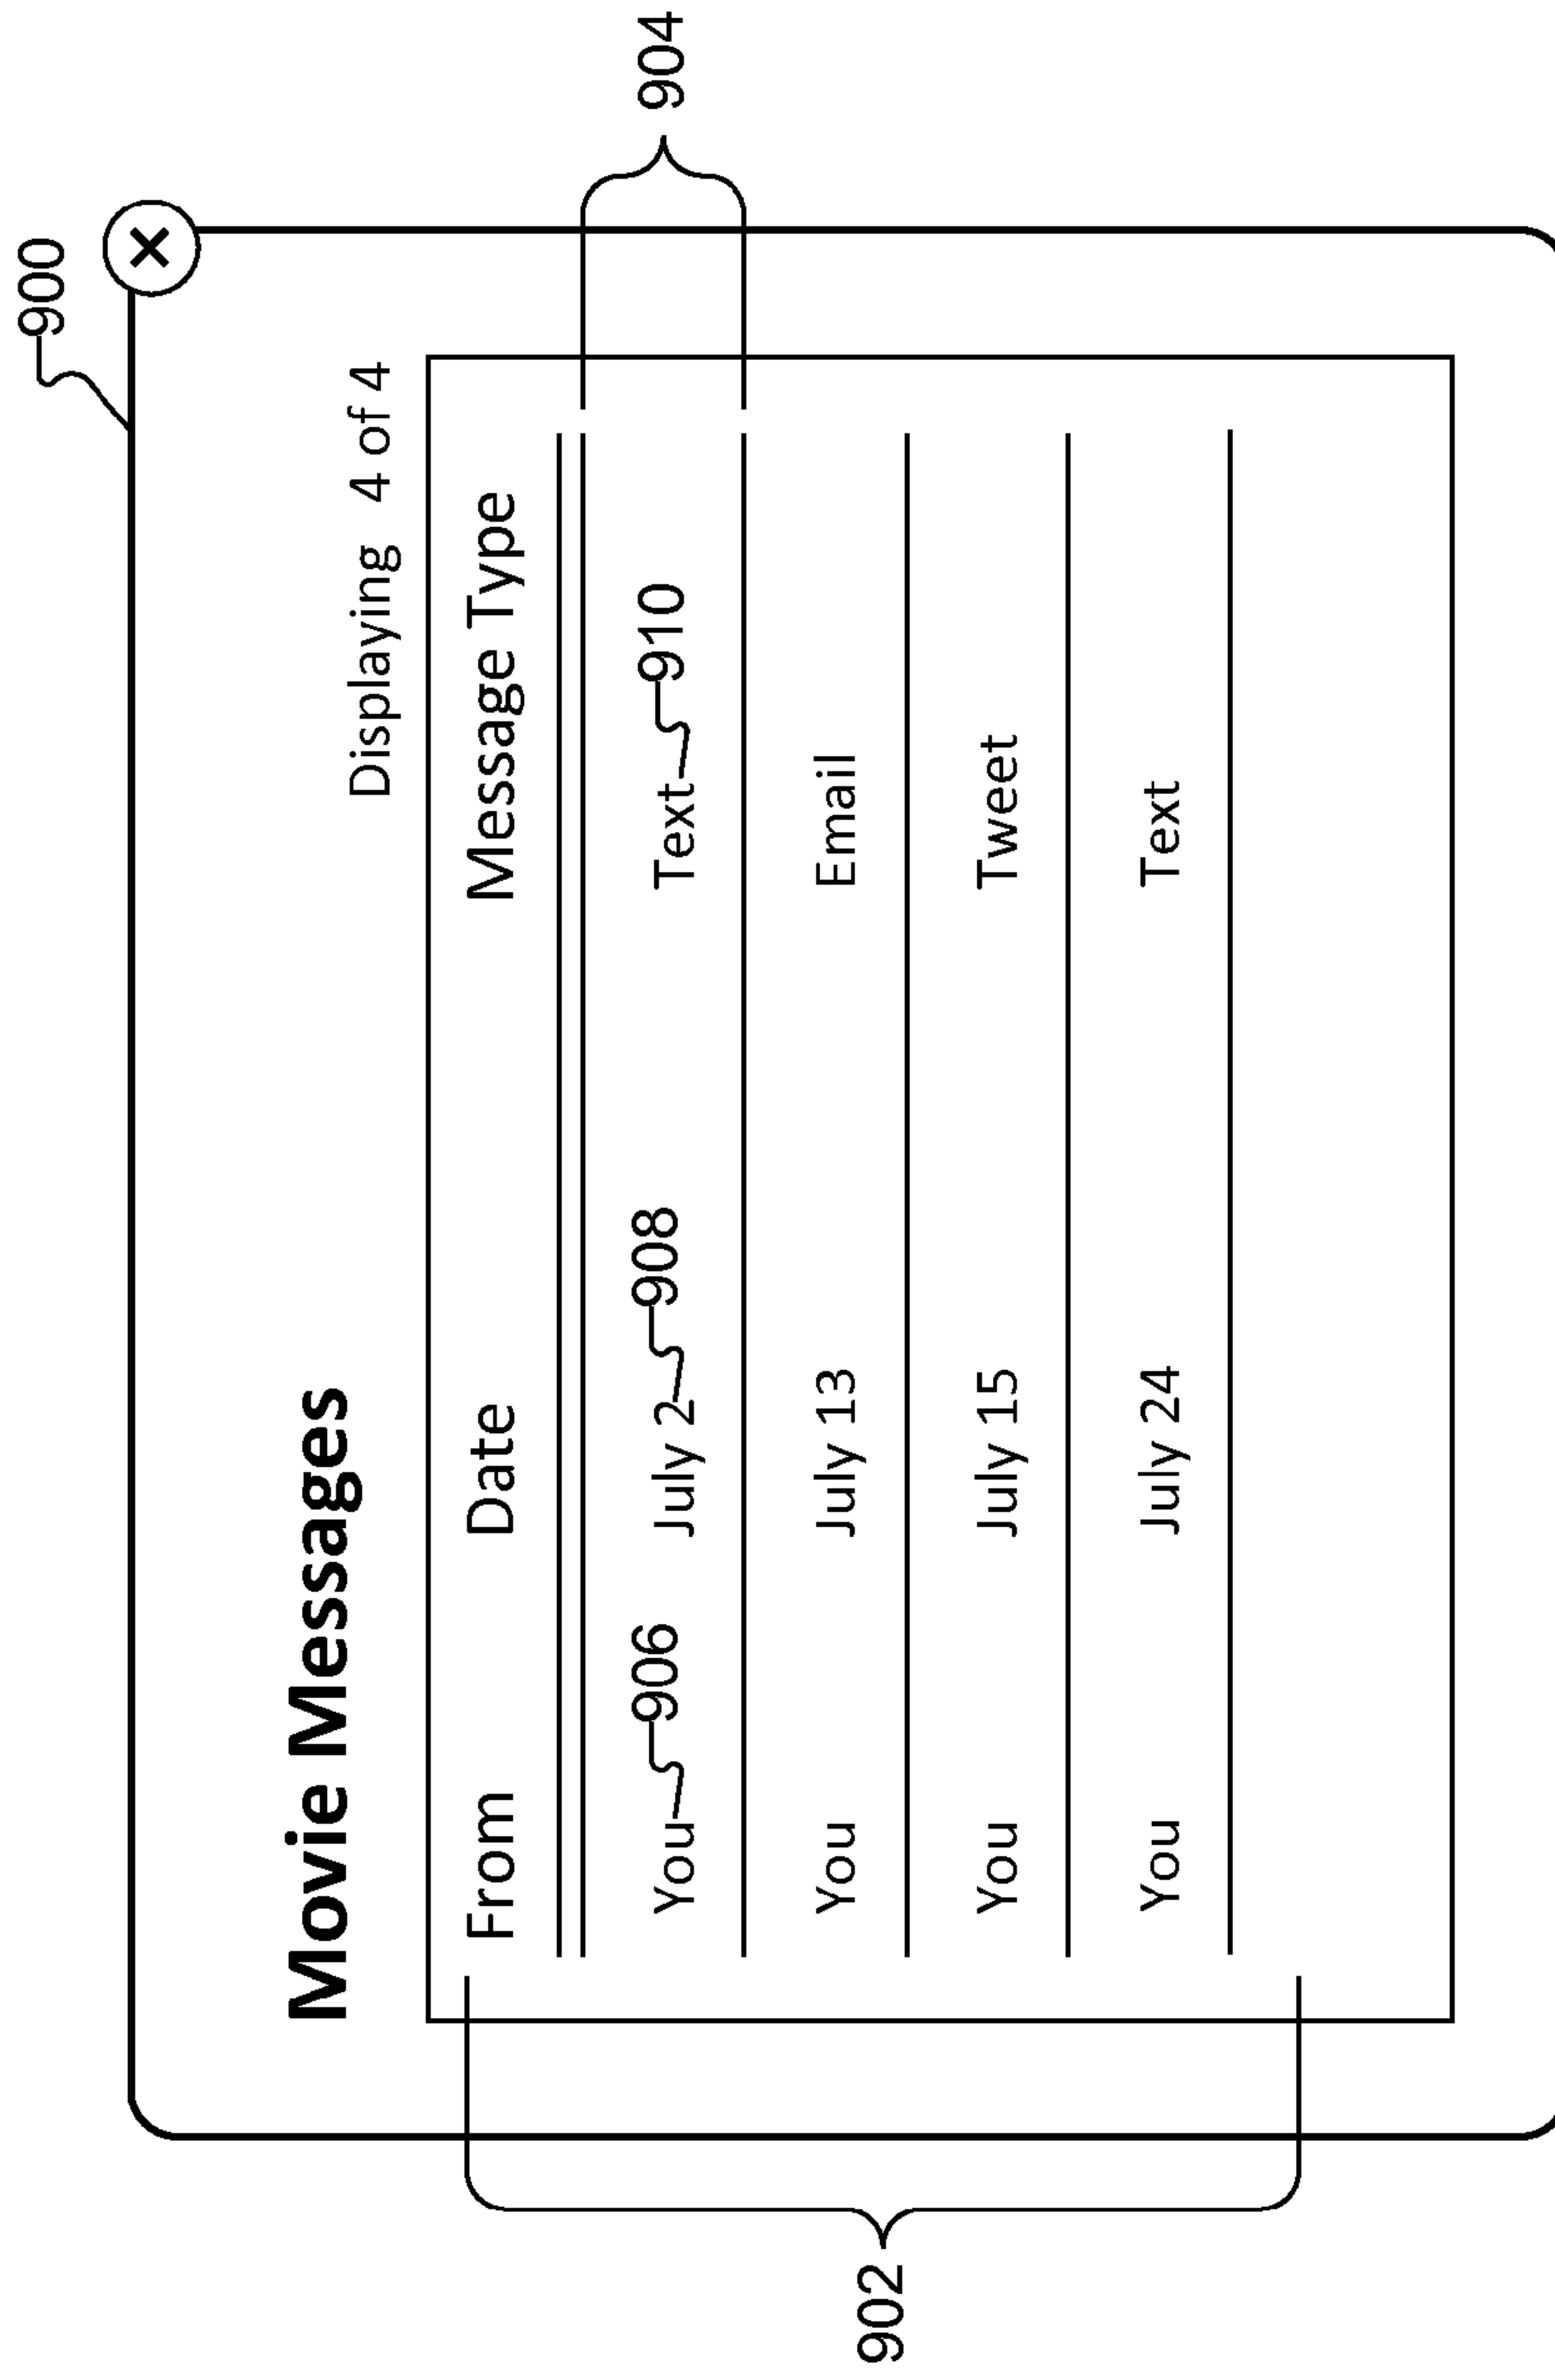 900
Movie Messages
Displaying 4 of 4
From Date Message Type
You 906 July 2 908 Text 910 904
You July 13 Email
902
You July 15 Tweet
You July 24 Text